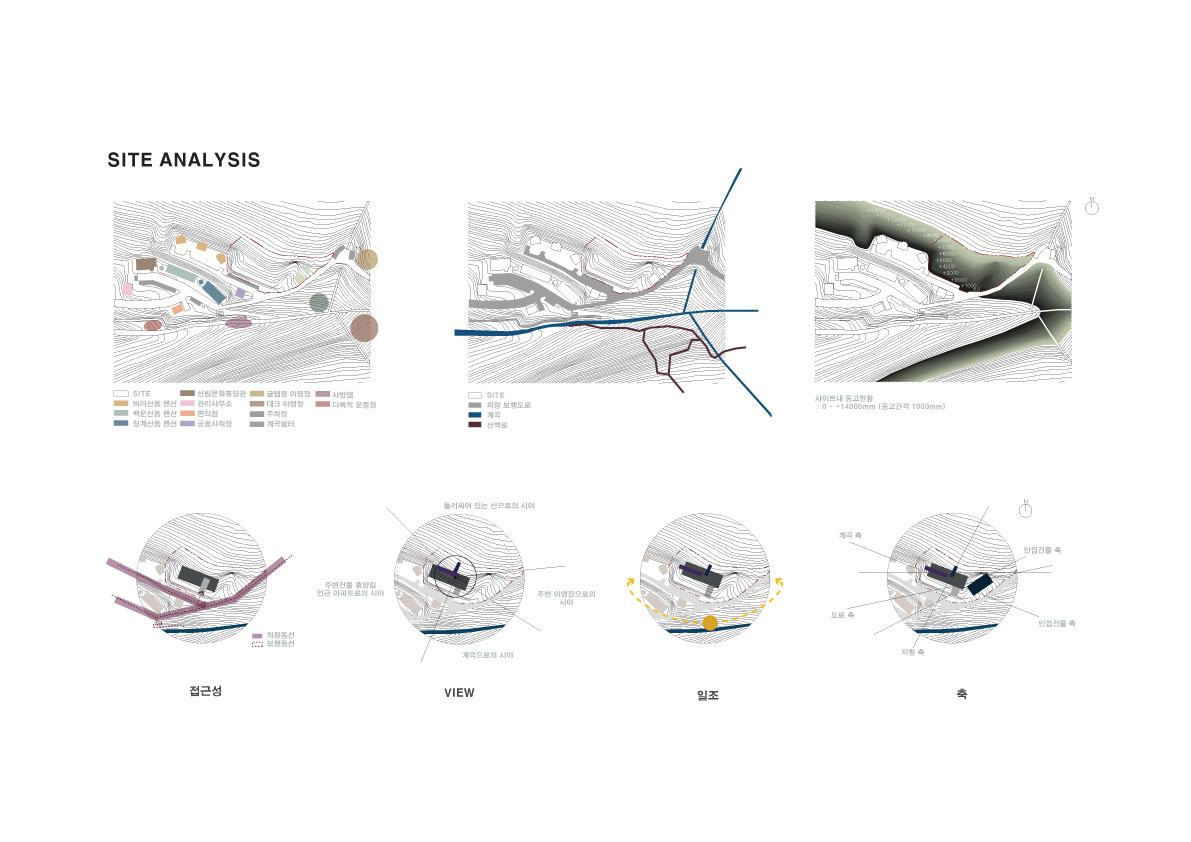 SITE ANALYSIS
N
SITE
바라산동 펜션
백운산동 펜션
청계산동 펜션
산림문화휴양관
관리사무소
편의점
공동샤워장
글램핑 야영장
데크 야영장
주차장
계곡쉼터
사방댐
다목적 운동장
SITE
차량 보행도로
계곡
산책로
사이트내 등고현황
±0 ~ +14000mm (등고간격 1000mm)
차량동선
보행동선
접근성
둘러싸여 있는 산으로의 시야
주변건물 휴양림
인근 아파트로의 시야
주변 야영장으로의
시야
계곡으로의 시야
VIEW
일조
N
계곡 축
인접건물 축
도로 축
인접건물 축
지형 축
축